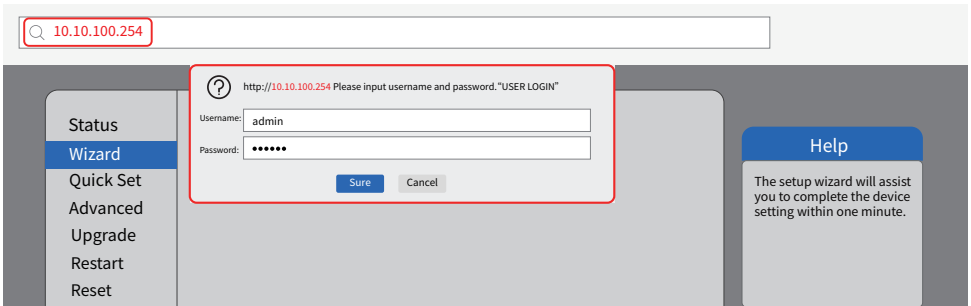 10.10.100.254
http://10.10.100.254 Please input username and password.“USER LOGIN”
Username: admin
Password: ••••••
Sure Cancel
Status
Wizard
Quick Set
Advanced
Upgrade
Restart
Reset
Help
The setup wizard will assist
you to complete the device
setting within one minute.